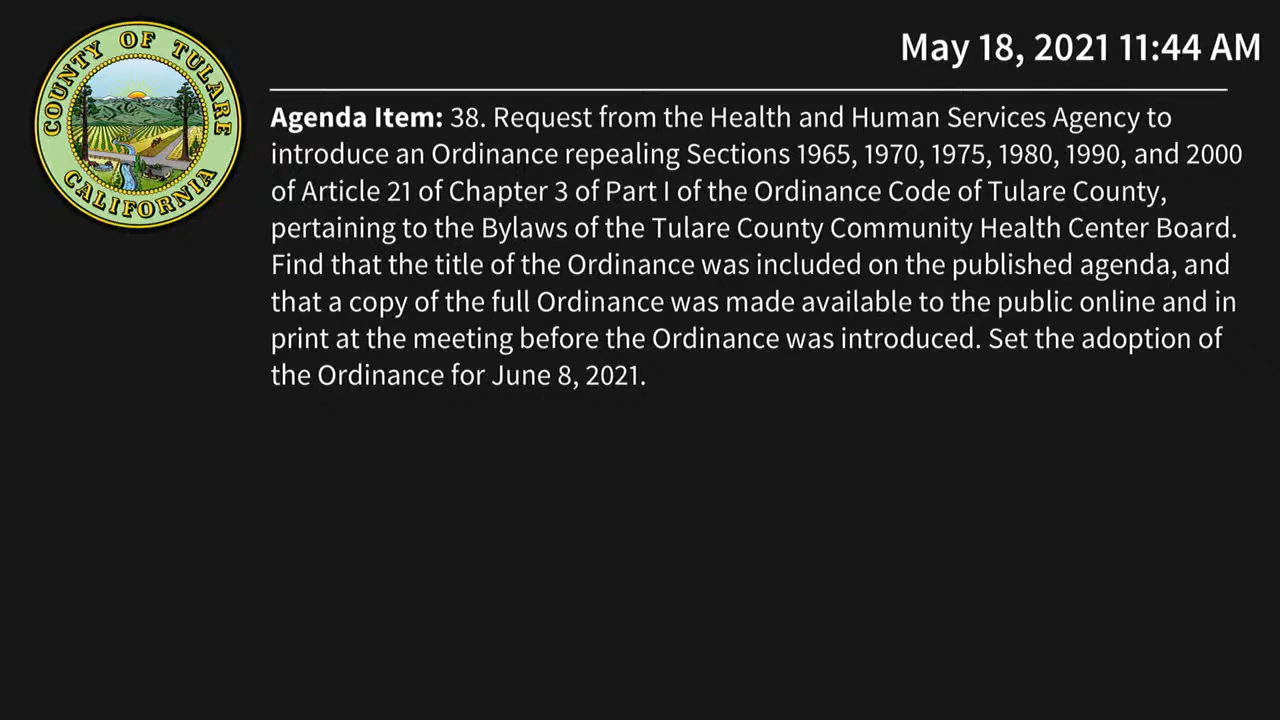 COUNTY OF TULARE
CALIFORNIA
May 18, 2021 11:44 AM
Agenda Item: 38. Request from the Health and Human Services Agency to
introduce an Ordinance repealing Sections 1965, 1970, 1975, 1980, 1990, and 2000
of Article 21 of Chapter 3 of Part I of the Ordinance Code of Tulare County,
pertaining to the Bylaws of the Tulare County Community Health Center Board.
Find that the title of the Ordinance was included on the published agenda, and
that a copy of the full Ordinance was made available to the public online and in
print at the meeting before the Ordinance was introduced. Set the adoption of
the Ordinance for June 8, 2021.